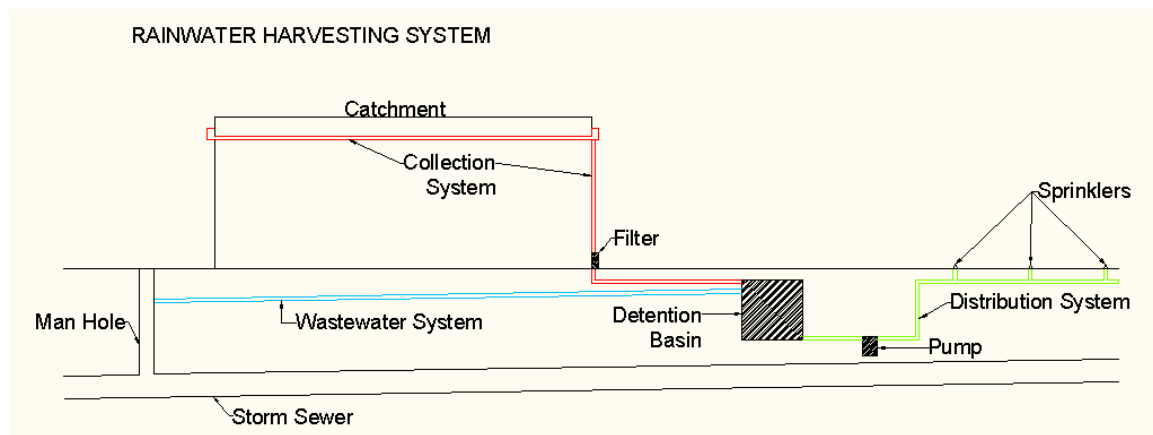 RAINWATER HARVESTING SYSTEM
Catchment
Collection
System
Sprinklers
Filter
Man Hole
Wastewater System
Detention
Basin
Distribution System
Pump
Storm Sewer